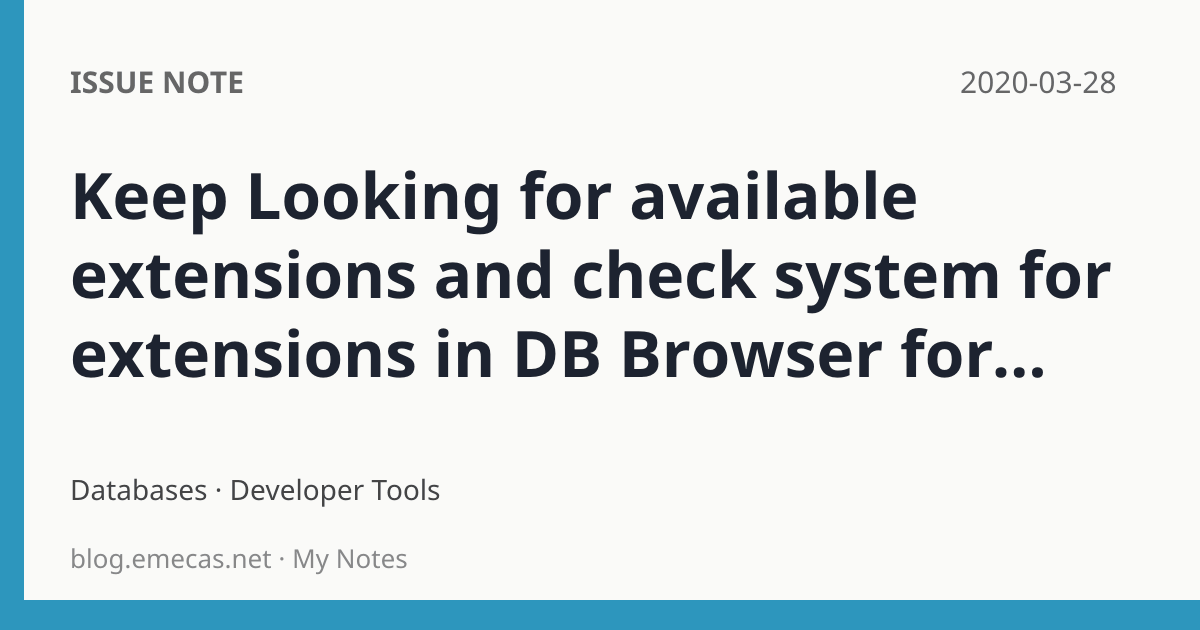 ISSUE NOTE
2020-03-28
Keep Looking for available
extensions and check system for
extensions in DB Browser for...
Databases · Developer Tools
blog.emecas.net · My Notes